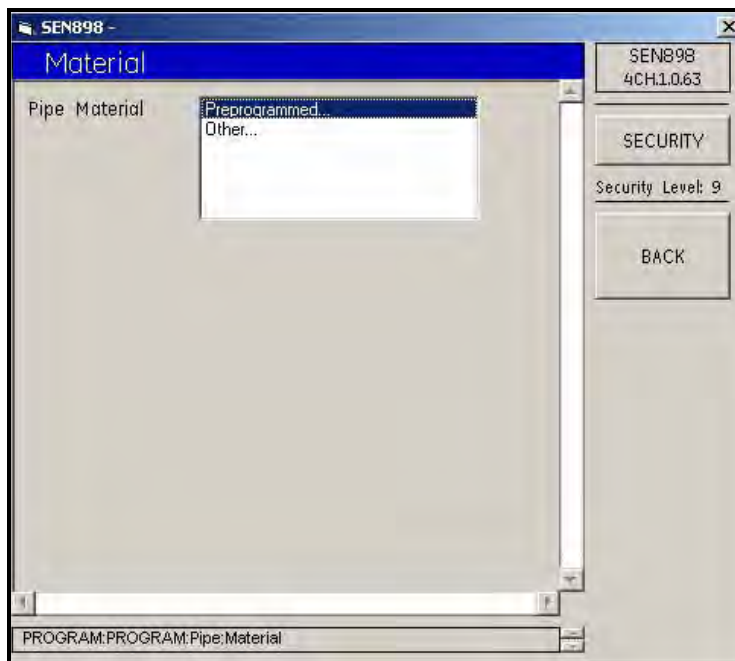 SEN898 -
Material
SEN898
4CH.1.0.63
Pipe Material
Preprogrammed...
Other...
SECURITY
Security Level: 9
BACK
PROGRAM:PROGRAM:Pipe:Material